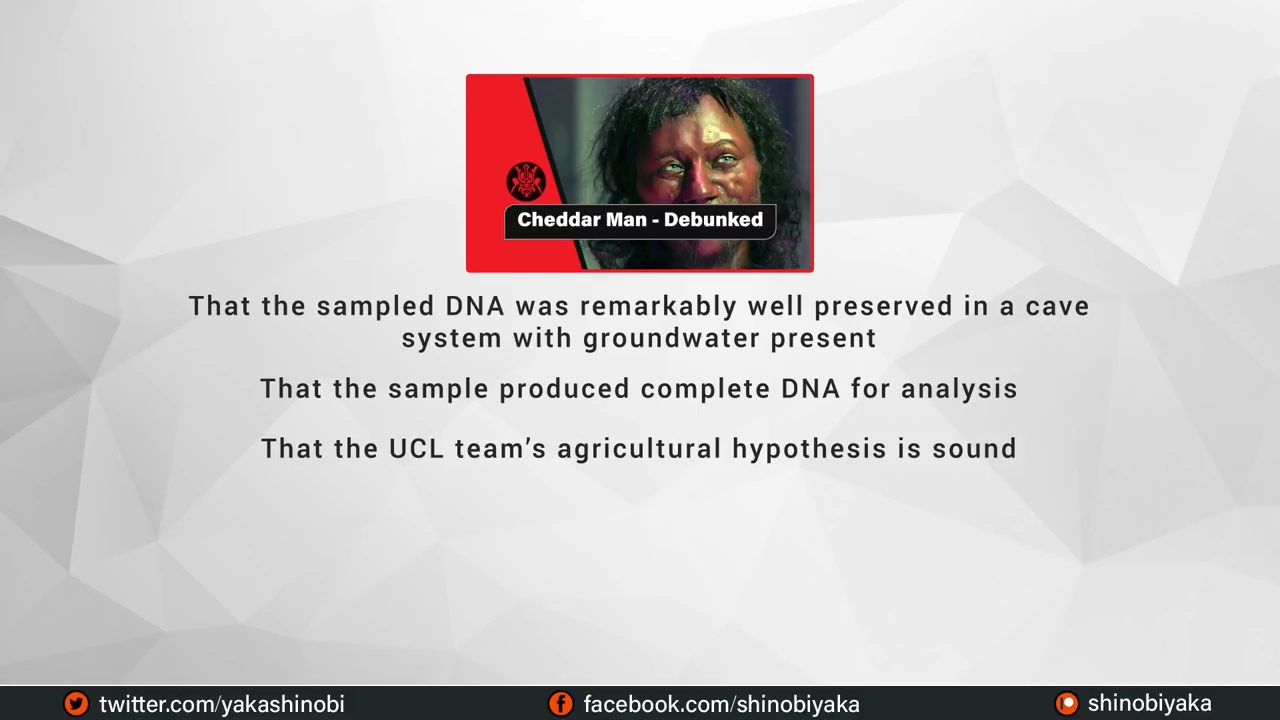 Cheddar Man - Debunked
That the sampled DNA was remarkably well preserved in a cave
system with groundwater present
That the sample produced complete DNA for analysis
That the UCL team’s agricultural hypothesis is sound
twitter.com/yakashinobi
facebook.com/shinobiyaka
shinobiyaka